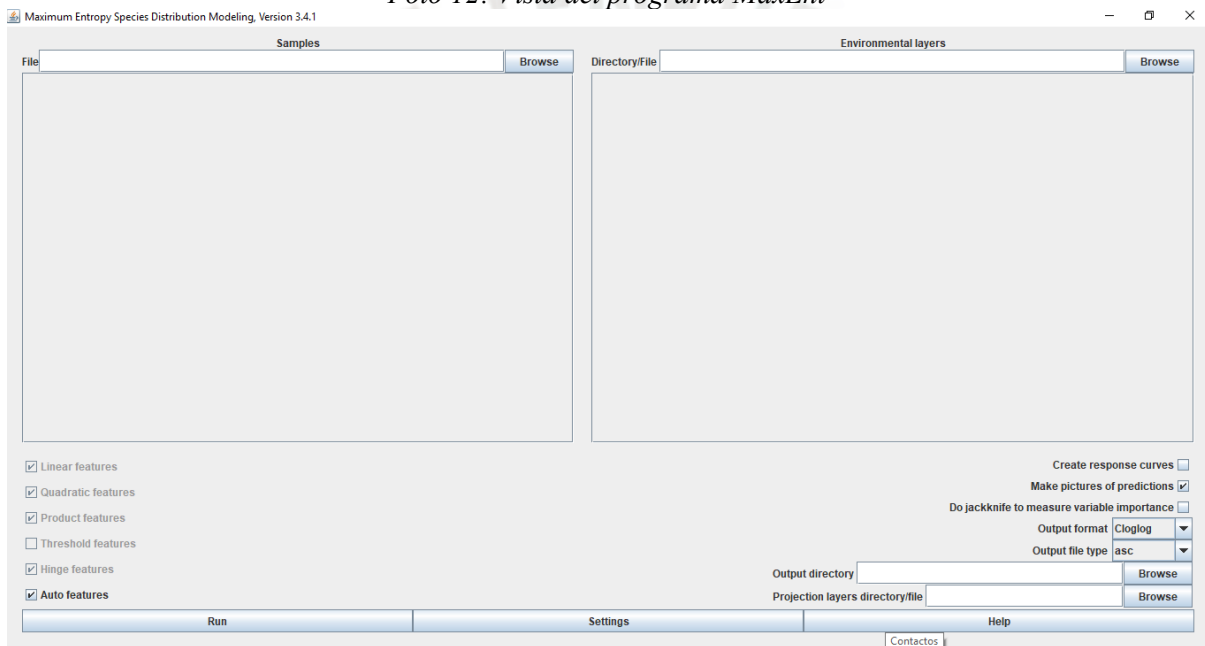 Foto 12: Vista del programa MaxEnt
Maximum Entropy Species Distribution Modeling, Version 3.4.1
Samples
File Browse
Environmental layers
Directory/File Browse
Linear features
Quadratic features
Product features
Threshold features
Hinge features
Auto features
Create response curves
Make pictures of predictions
Do jackknife to measure variable importance
Output format Cloglog
Output file type asc
Output directory Browse
Projection layers directory/file Browse
Run Settings Help
Contactos